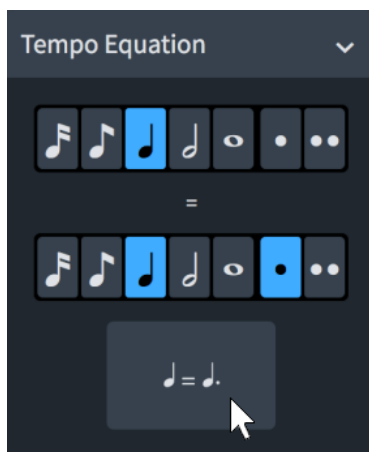 Tempo Equation
=
=